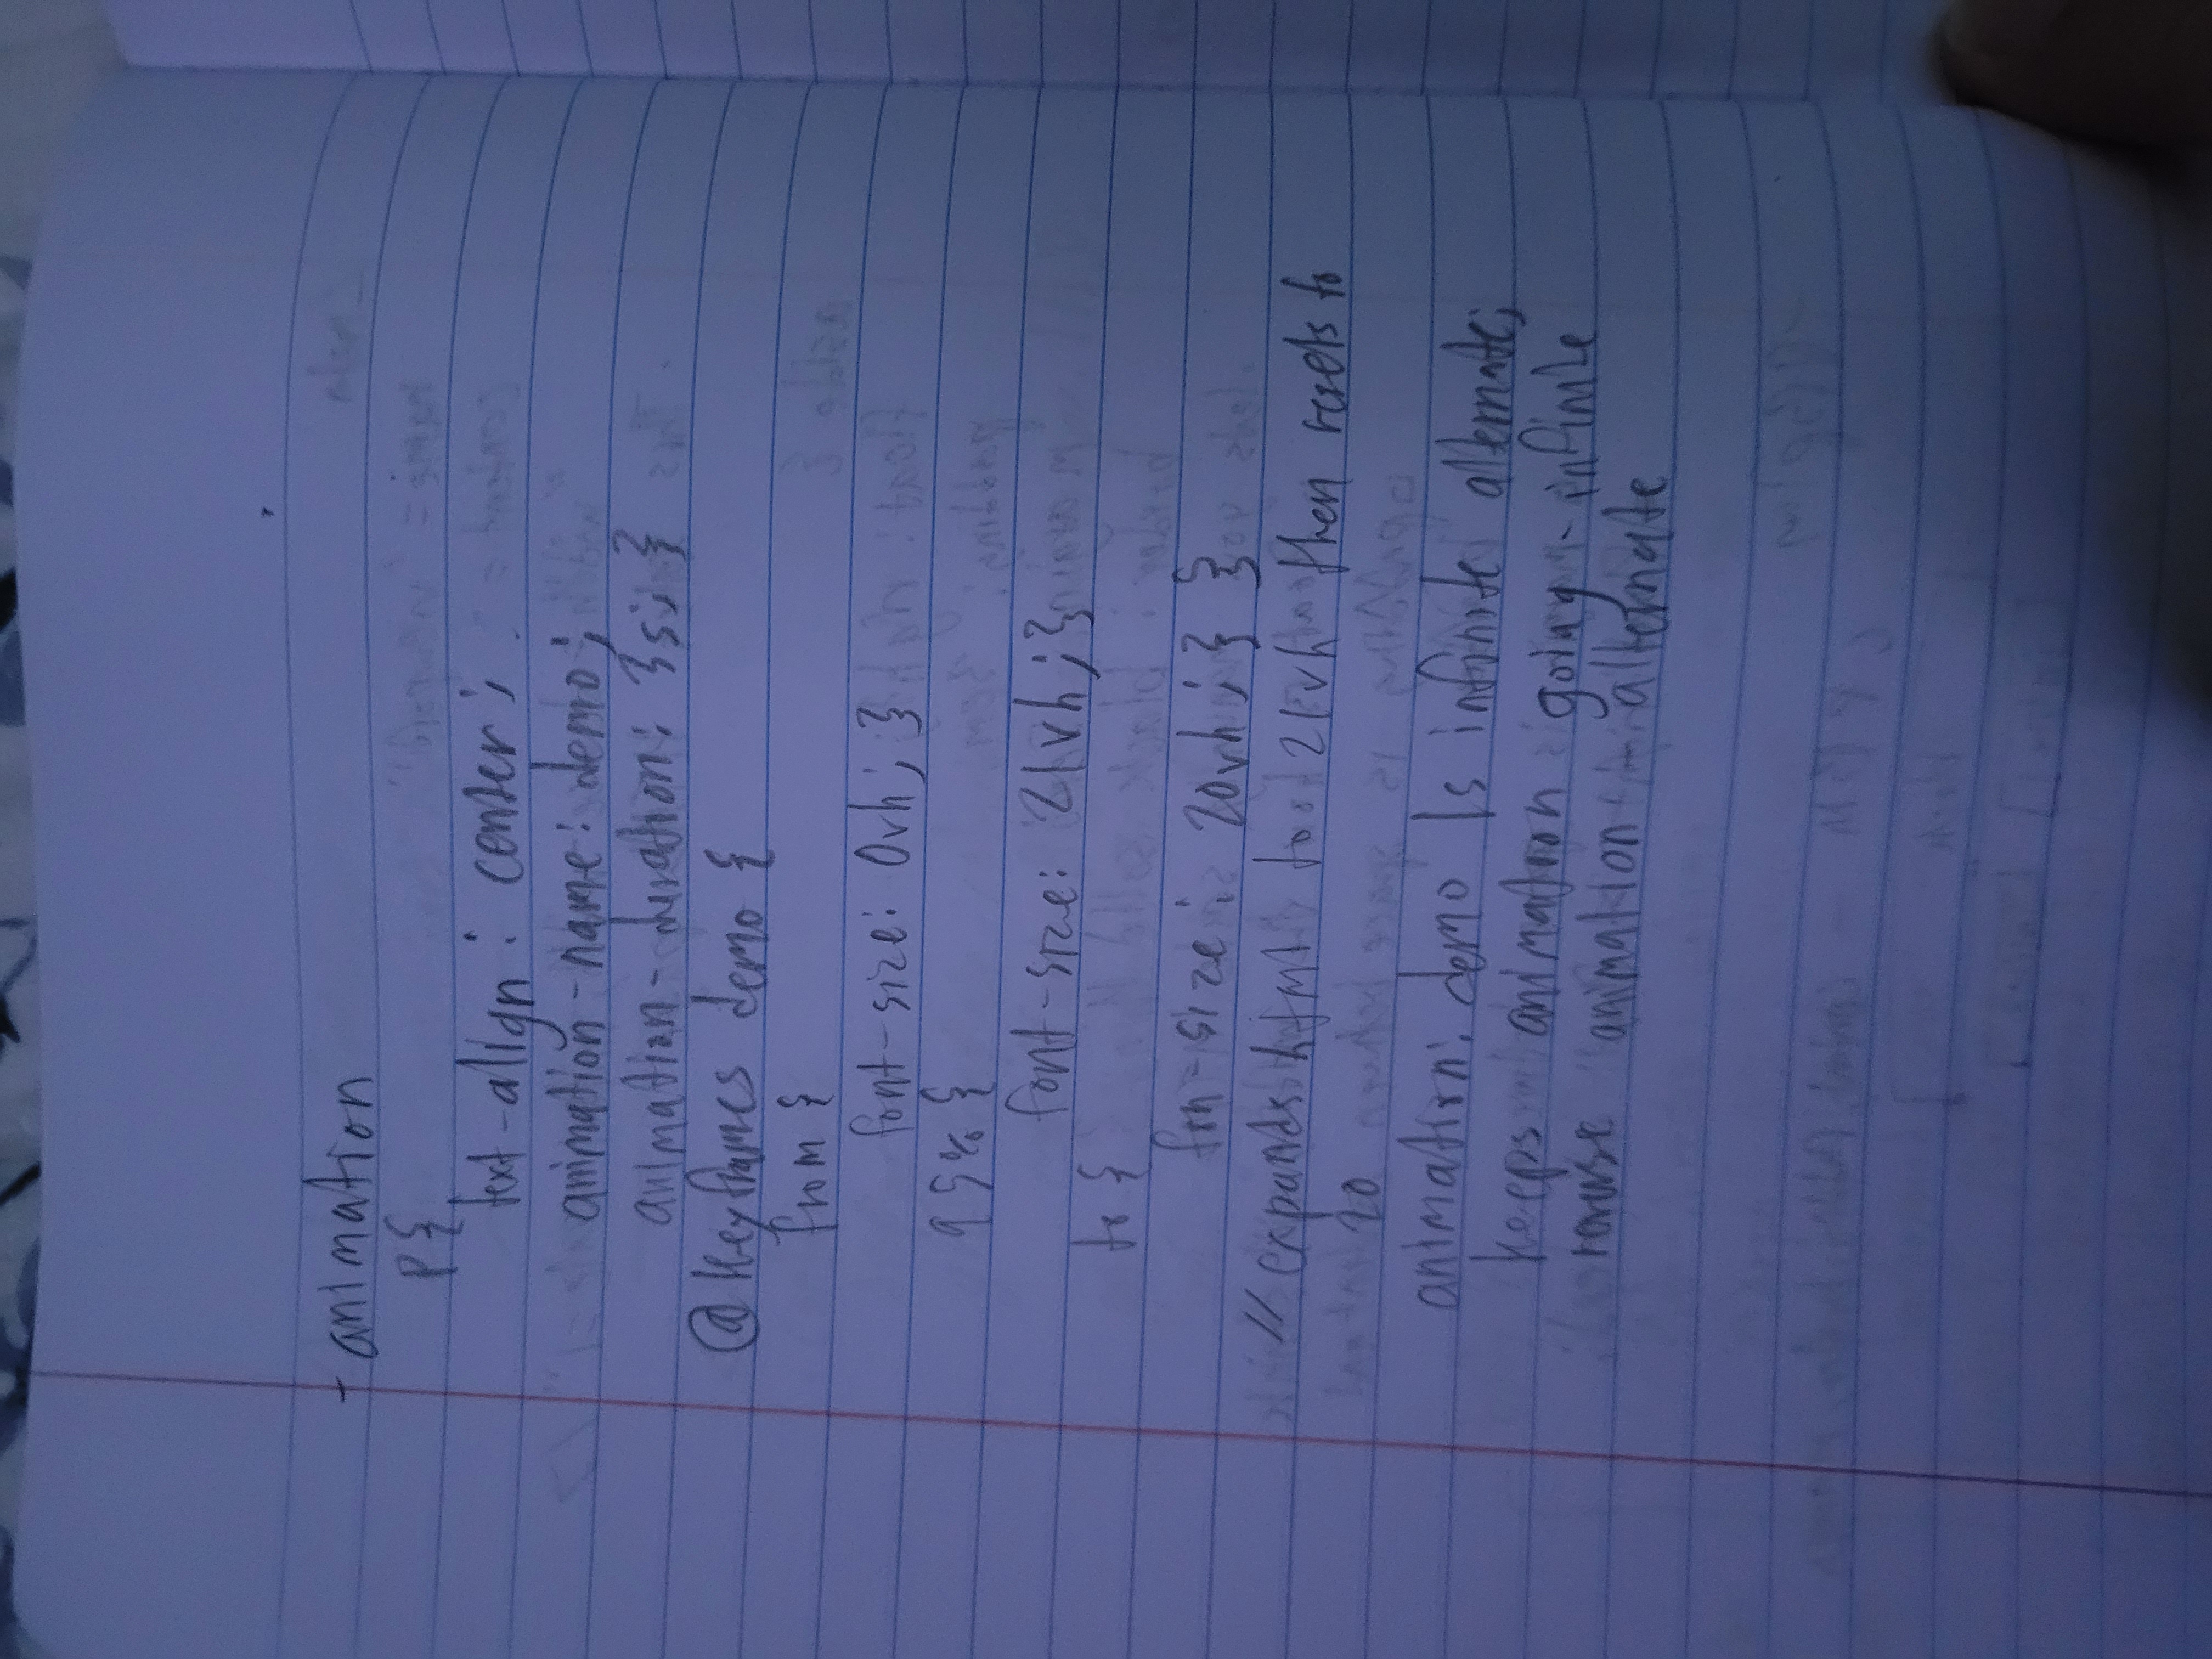 - animation
p{
text-align: center;
animation-name: demo;
animation-duration: 3s; }
@keyframes demo {
from {
font-size: 0vh; }
95% {
font-size: 21vh; }
to {
fon-size: 20vh; } }
// expands to 21vh then resets to
20
animation: demo 1s infinite alternate;
keeps animation going - infinite
reverse animation - alternate